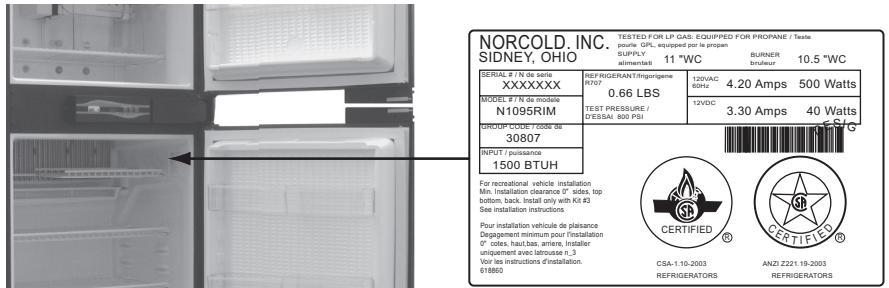 NORCOLD. INC.
SIDNEY, OHIO
TESTED FOR LP GAS: EQUIPPED FOR PROPANE / Teste
pourle GPL, equipped por le propan
SUPPLY
alimentati 11 "WC
BURNER
bruleur 10.5 "WC
SERIAL # / N de serie
XXXXXXX
MODEL # / N de modele
N1095RIM
GROUP CODE / code de
30807
INPUT / puissance
1500 BTUH
REFRIGERANT/frigorigene
R707
0.66 LBS
TEST PRESSURE /
D'ESSAI 800 PSI
120VAC
60Hz
4.20 Amps 500 Watts
12VDC
3.30 Amps 40 Watts
For recreational vehicle installation
Min. Installation clearance 0" sides, top
bottom, back. Install only with Kit #3
See installation instructions
Pour installation vehicule de plaisance
Degagement minimum pour l'installation
0" cotes, haut,bas, arriere, Installer
uniquement avec latrousse n_3
Voir les instructions d'installation.
618860
SA
CERTIFIED
®
CSA-1.10-2003
REFRIGERATORS
DESIG
SA
CERTIFIED
®
ANZI Z221.19-2003
REFRIGERATORS